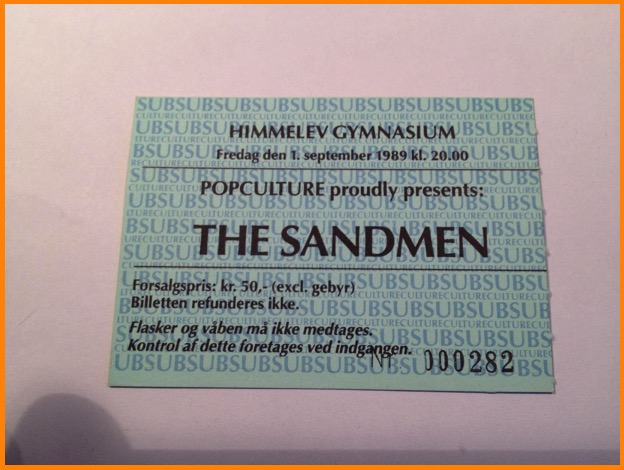 HIMMELEV GYMNASIUM
Fredag den 1. september 1989 kl. 20.00
POPCULTURE proudly presents:
THE SANDMEN
Forsalgspris: kr. 50,- (excl. gebyr)
Billetten refunderes ikke.
Flasker og våben må ikke medtages.
Kontrol af dette foretages ved indgangen.
Nr. 000282